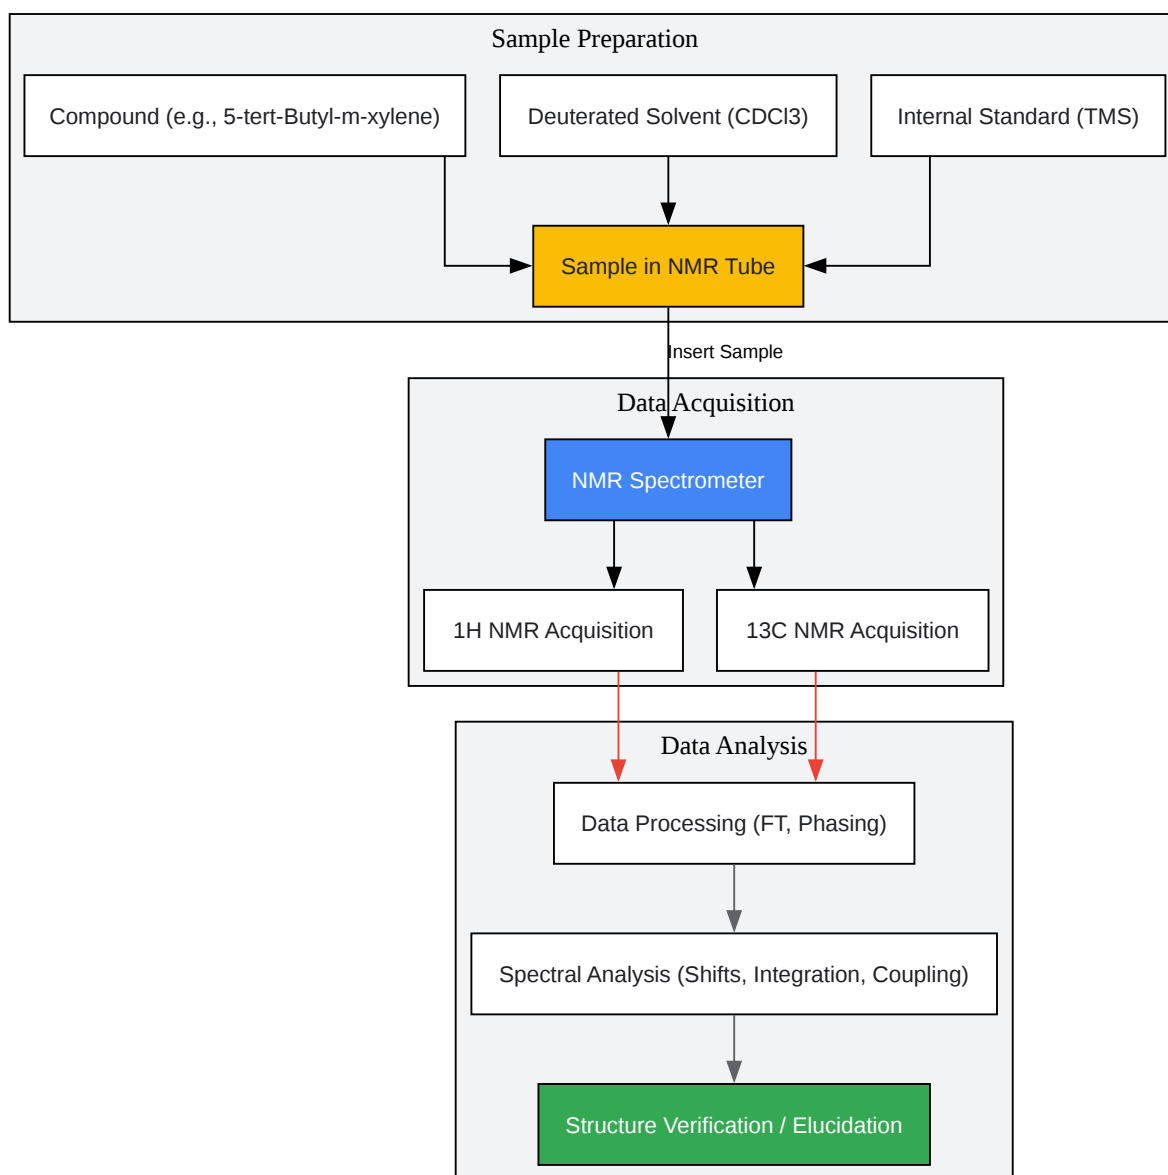 Sample Preparation
Compound (e.g., 5-tert-Butyl-m-xylene)
Deuterated Solvent (CDCl3)
Internal Standard (TMS)
Sample in NMR Tube
Insert Sample
Data Acquisition
NMR Spectrometer
1H NMR Acquisition
13C NMR Acquisition
Data Analysis
Data Processing (FT, Phasing)
Spectral Analysis (Shifts, Integration, Coupling)
Structure Verification / Elucidation